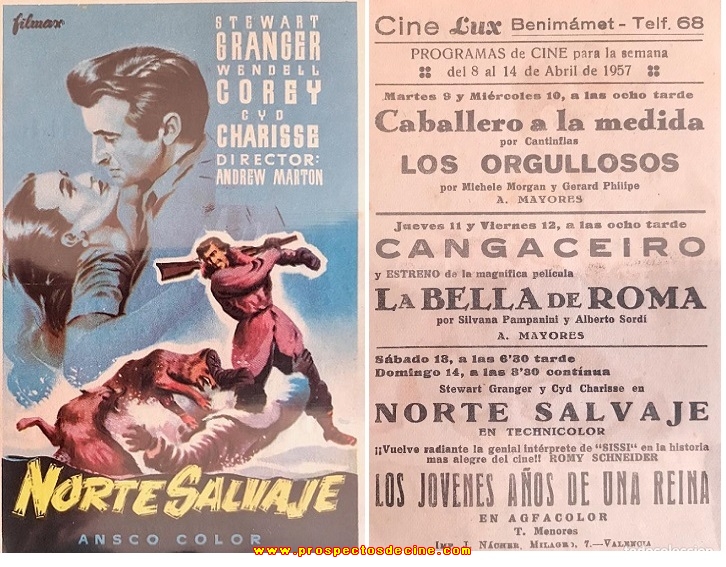 filmax
STEWART
GRANGER
WENDELL
COREY
CYD
CHARISSE
DIRECTOR:
ANDREW MARTON
NORTE SALVAJE
ANSCO COLOR
Cine Lux Benimámet - Telf. 68
PROGRAMAS de CINE para la semana
del 8 al 14 de Abril de 1957
Martes 9 y Miércoles 10, a las ocho tarde
Caballero a la medida
por Cantinflas
LOS ORGULLOSOS
por Michele Morgan y Gerard Philipe
A. MAYORES
Jueves 11 y Viernes 12, a las ocho tarde
CANGACEIRO
y ESTRENO de la magnifica película
LA BELLA DE ROMA
por Silvana Pampanini y Alberto Sordi
A. MAYORES
Sábado 13, a las 6'30 tarde
Domingo 14, a las 3'30 contínua
Stewart Granger y Cyd Charisse en
NORTE SALVAJE
EN TECHNICOLOR
¡¡Vuelve radiante la genial intérprete de "SISSI" en la historia
mas alegre del cine!! ROMY SCHNEIDER
LOS JOVENES AÑOS DE UNA REINA
EN AGFACOLOR
T. Menores
Imp. J. Nácher, Milagro, 7.—Valencia
todocoleccion
www.prospectosdecine.com